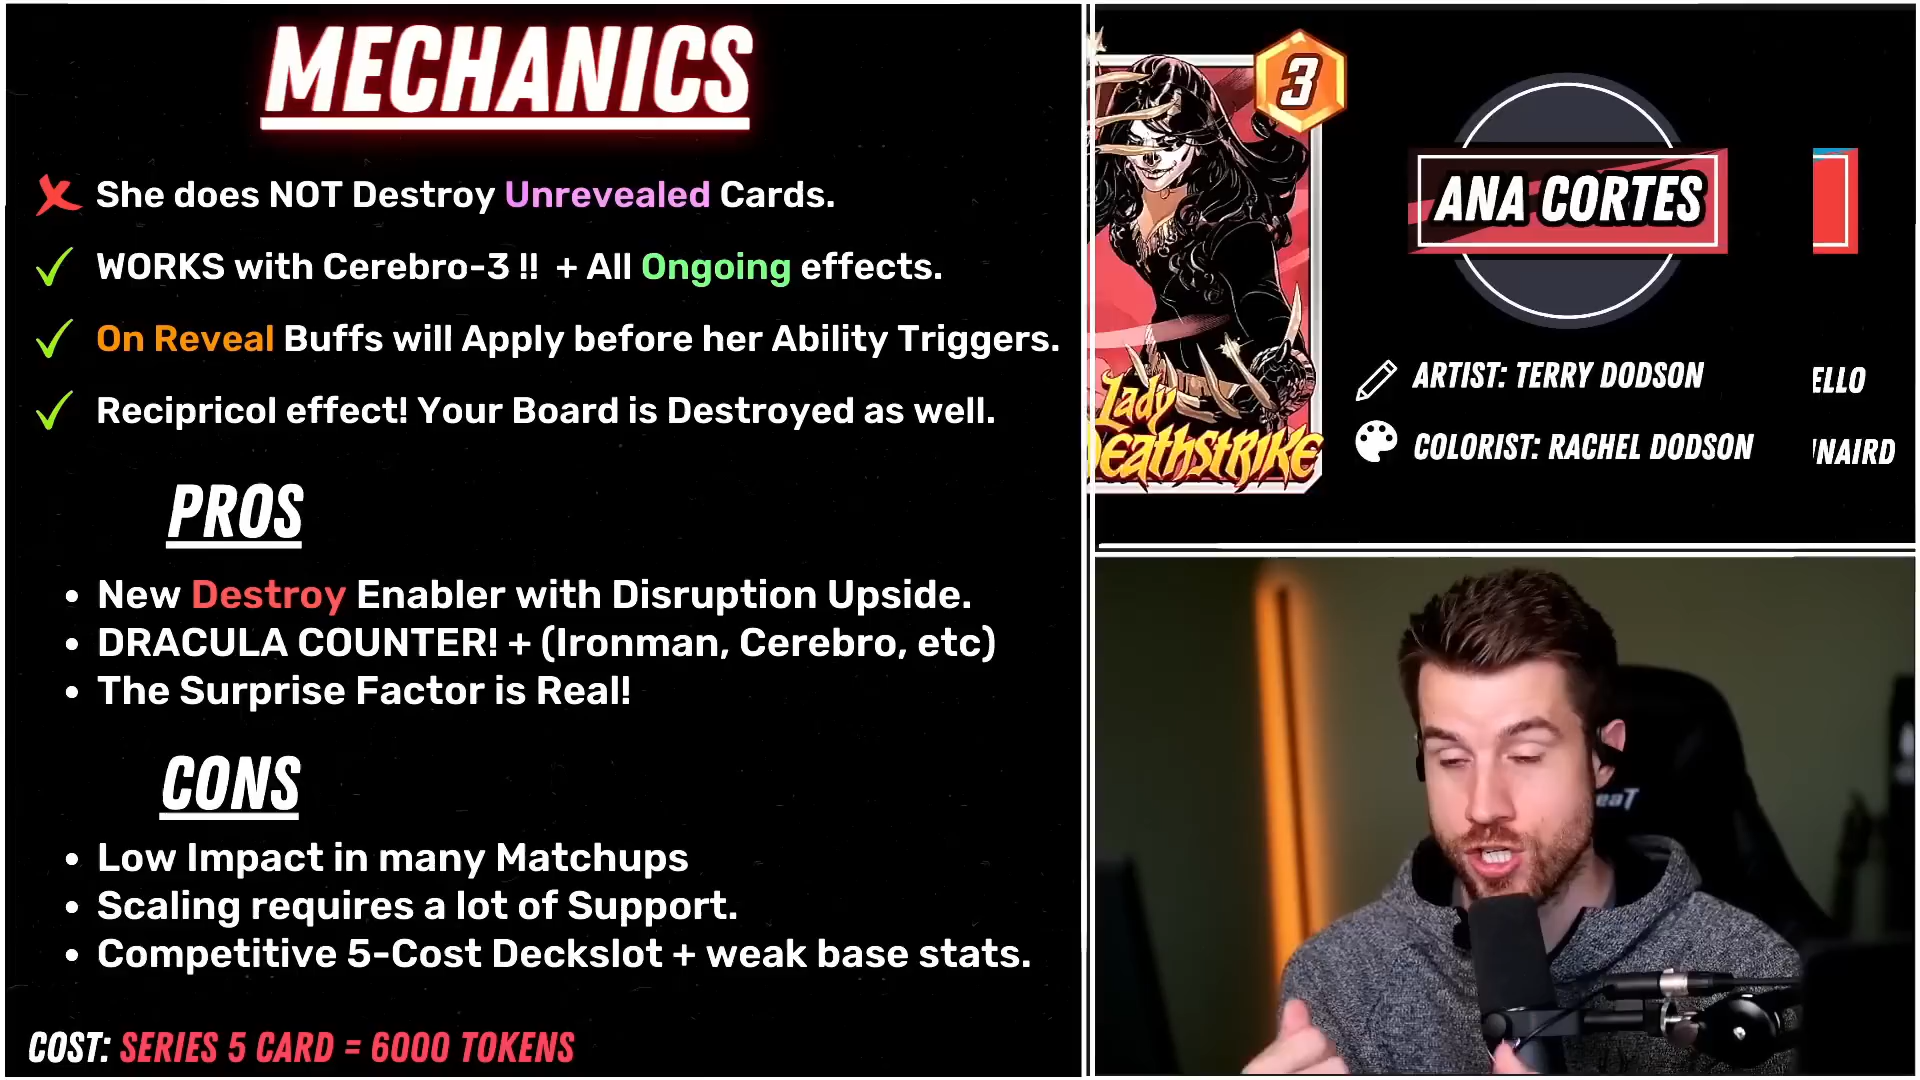 MECHANICS
She does NOT Destroy Unrevealed Cards.
WORKS with Cerebro-3 !! + All Ongoing effects.
On Reveal Buffs will Apply before her Ability Triggers.
Recipricol effect! Your Board is Destroyed as well.
PROS
New Destroy Enabler with Disruption Upside.
DRACULA COUNTER! + (Ironman, Cerebro, etc)
The Surprise Factor is Real!
CONS
Low Impact in many Matchups
Scaling requires a lot of Support.
Competitive 5-Cost Deckslot + weak base stats.
COST: SERIES 5 CARD = 6000 TOKENS
3
Lady
Deathstrike
ANA CORTES
ARTIST: TERRY DODSON
COLORIST: RACHEL DODSON
ELLO
NAIRD